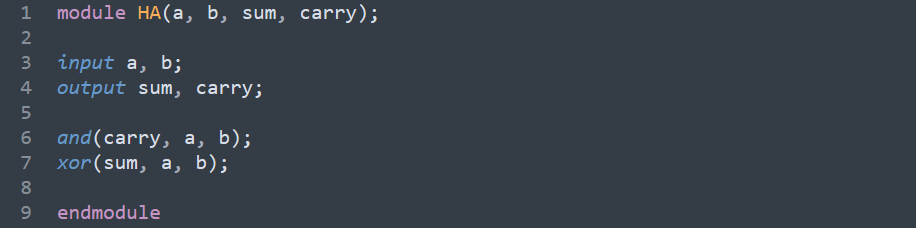 1 module HA(a, b, sum, carry);
2
3 input a, b;
4 output sum, carry;
5
6 and(carry, a, b);
7 xor(sum, a, b);
8
9 endmodule